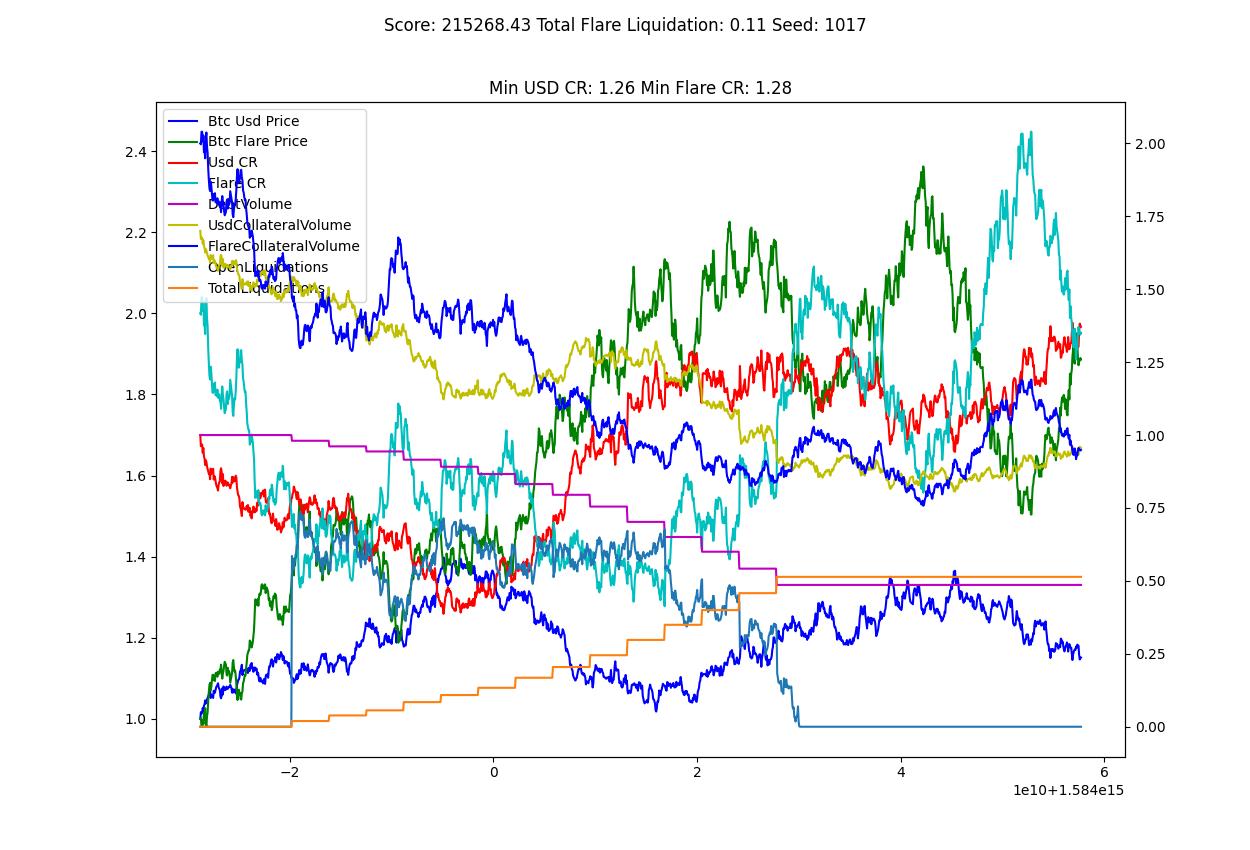 Score: 215268.43 Total Flare Liquidation: 0.11 Seed: 1017
Min USD CR: 1.26 Min Flare CR: 1.28
Btc Usd Price
Btc Flare Price
Usd CR
Flare CR
DebtVolume
UsdCollateralVolume
FlareCollateralVolume
OpenLiquidations
TotalLiquidations
2.4
2.2
2.0
1.8
1.6
1.4
1.2
1.0
2.00
1.75
1.50
1.25
1.00
0.75
0.50
0.25
0.00
−2 0 2 4 6
1e10+1.584e15